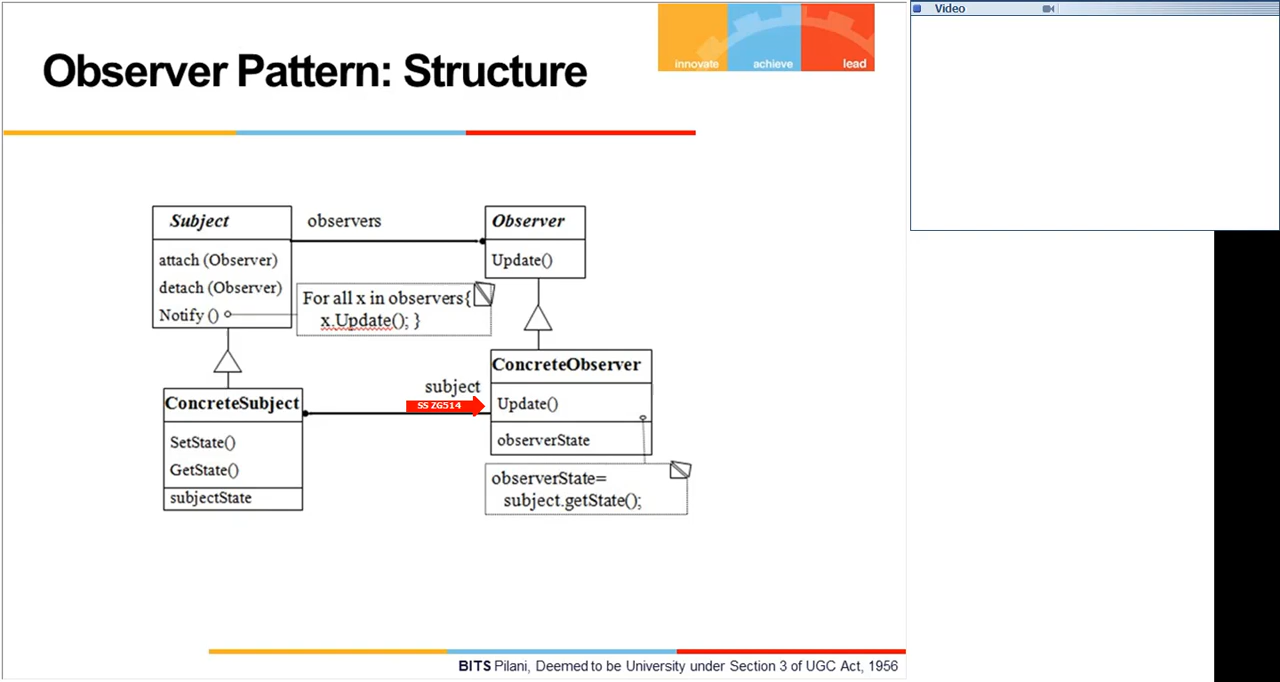 Video
innovate achieve lead
Observer Pattern: Structure
Subject
observers
Observer
attach (Observer)
detach (Observer)
Notify ()
Update()
For all x in observers{
x.Update(); }
ConcreteObserver
subject
SS ZG514
Update()
observerState
ConcreteSubject
SetState()
GetState()
subjectState
observerState=
subject.getState();
BITS Pilani, Deemed to be University under Section 3 of UGC Act, 1956